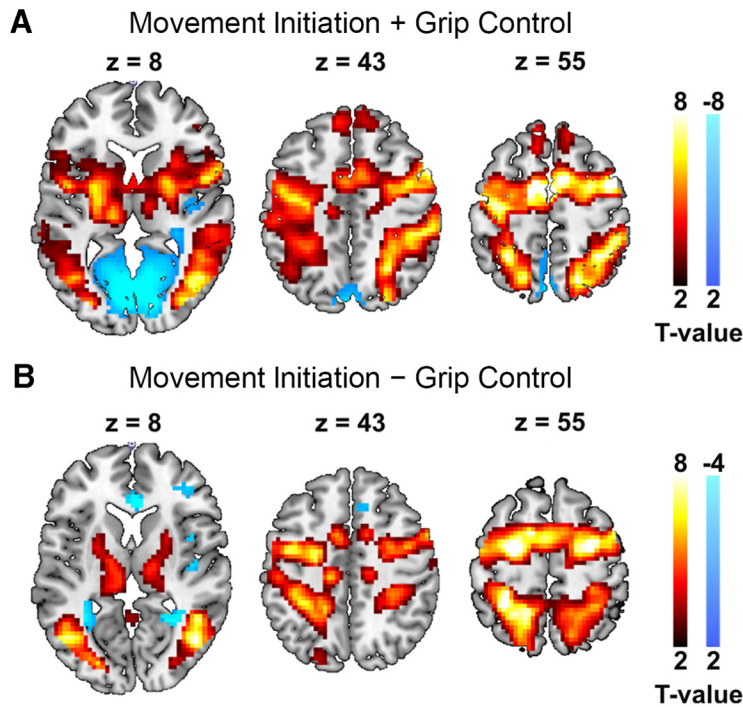 A Movement Initiation + Grip Control
z = 8 z = 43 z = 55
8 -8
2 2
T-value
B Movement Initiation − Grip Control
z = 8 z = 43 z = 55
8 -4
2 2
T-value